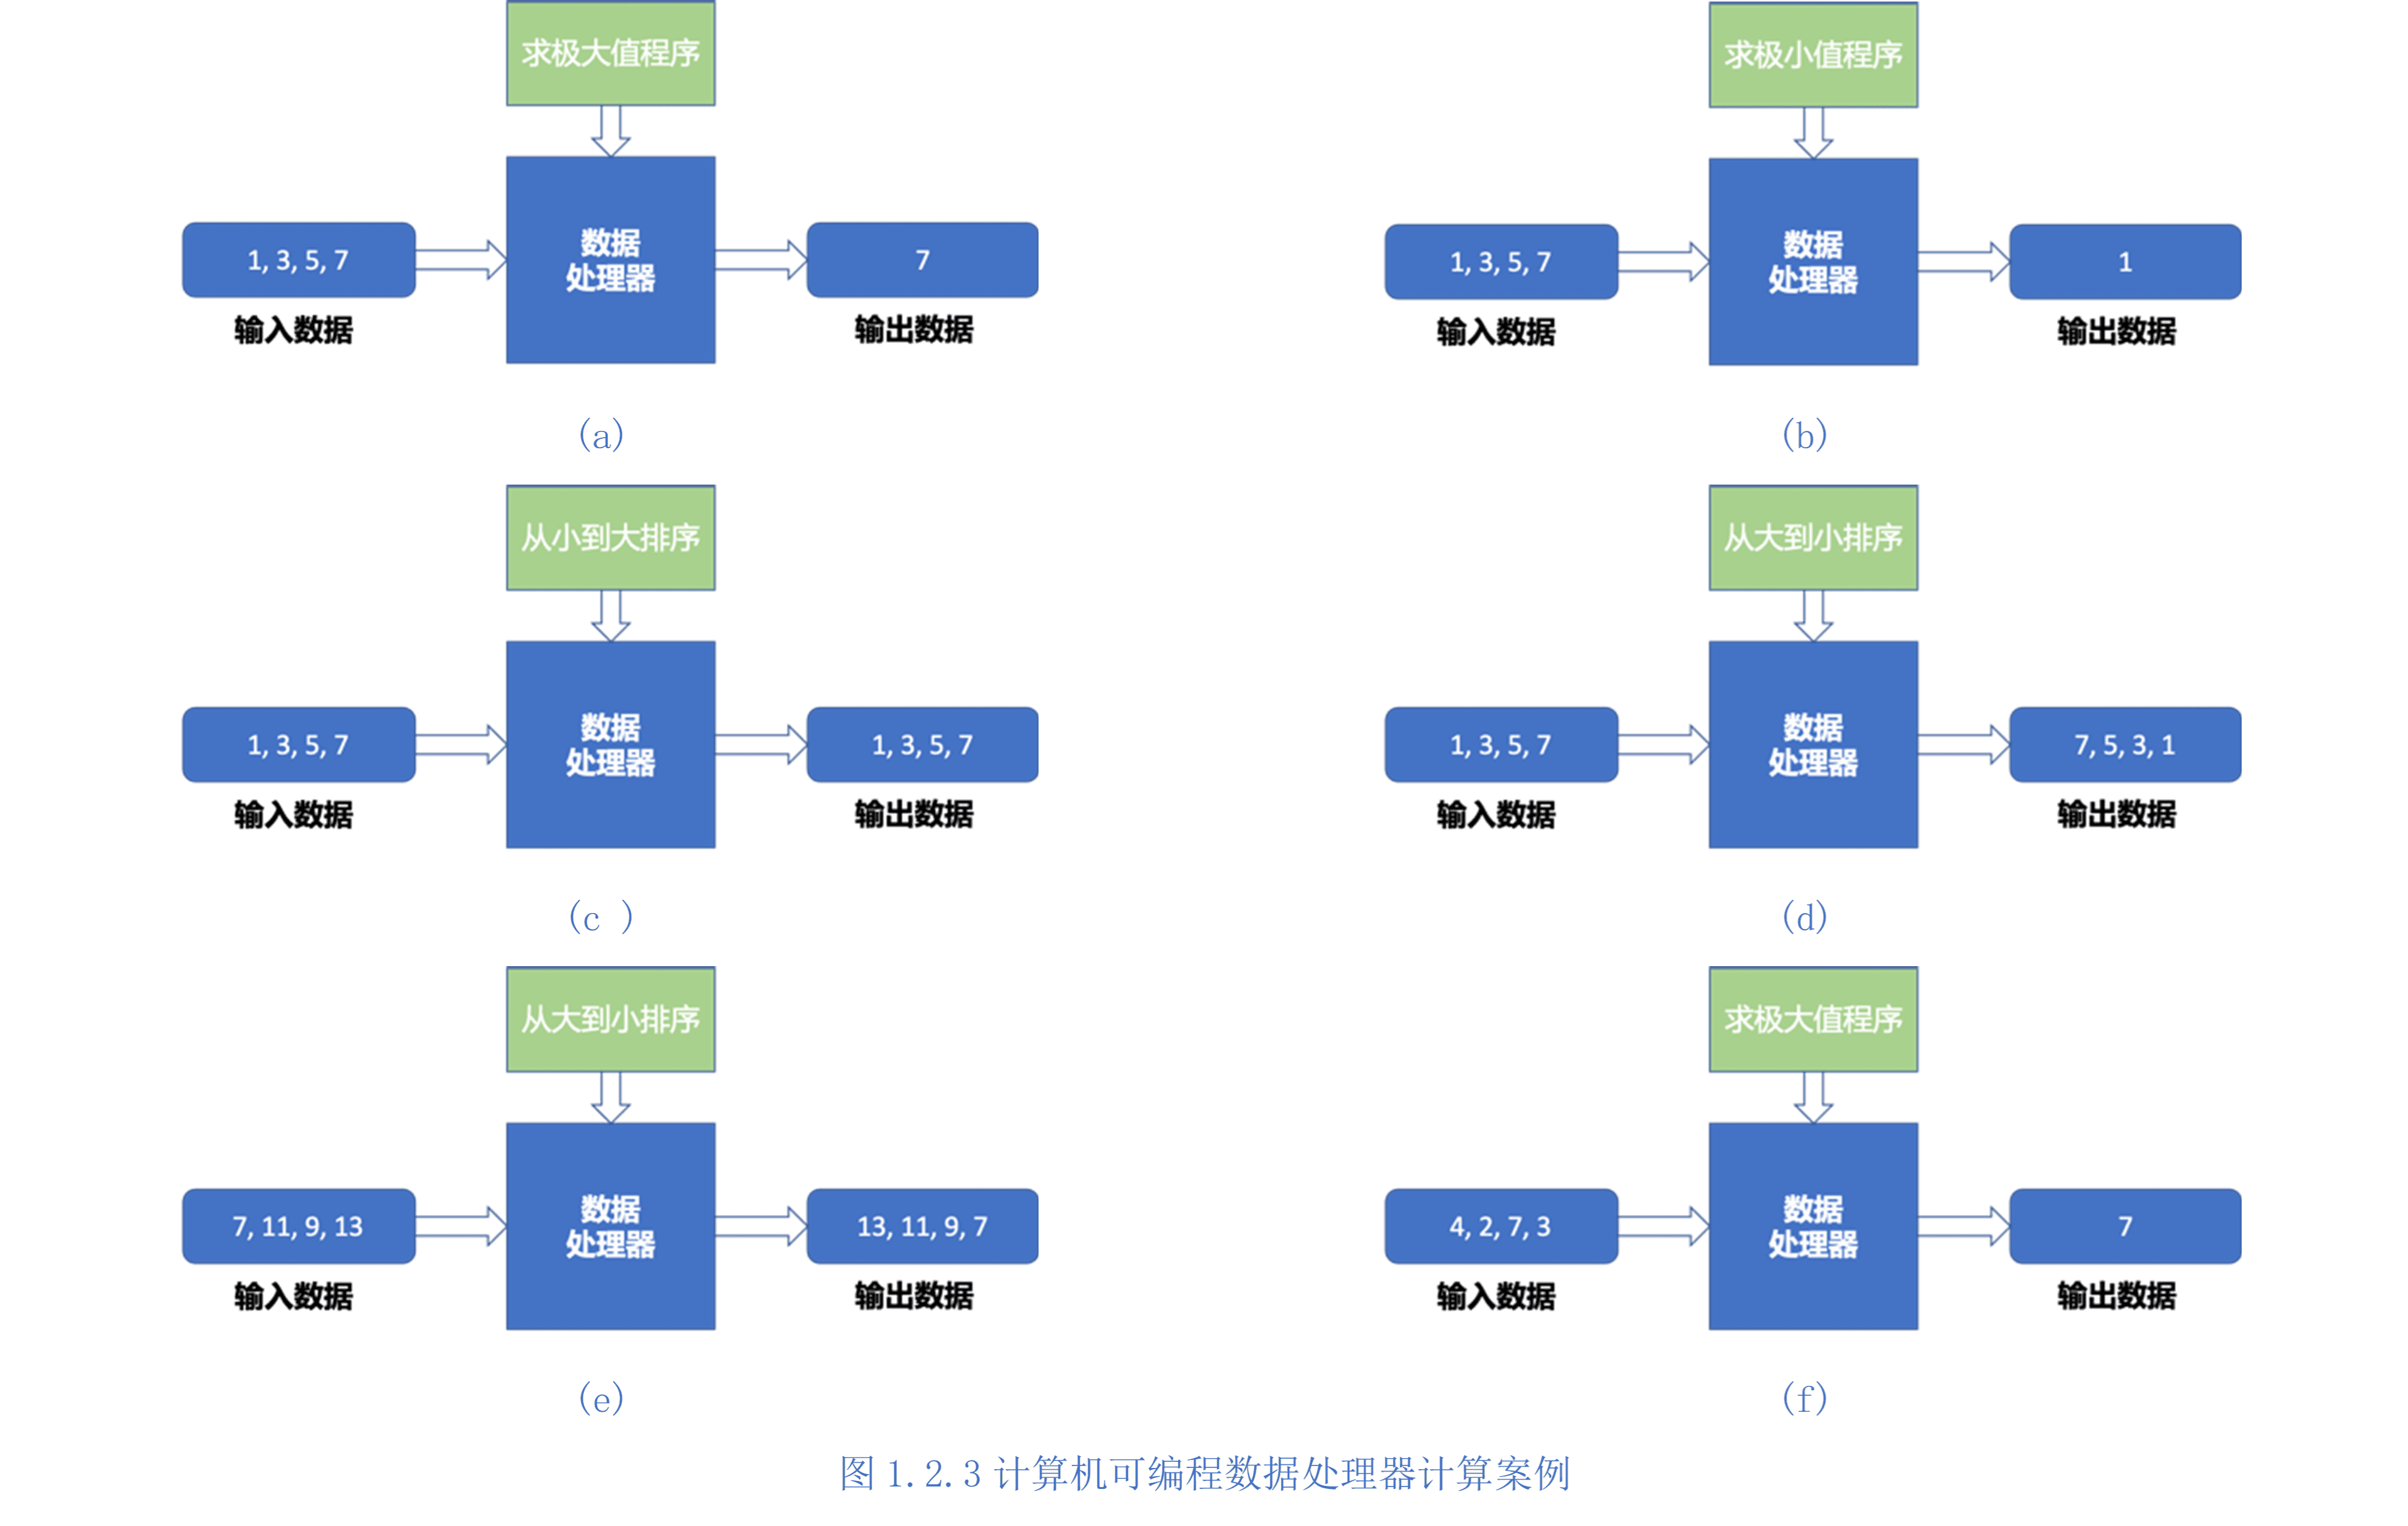 求极大值程序
数据
处理器
1, 3, 5, 7
7
输入数据
输出数据
(a)
求极小值程序
数据
处理器
1, 3, 5, 7
1
输入数据
输出数据
(b)
从小到大排序
数据
处理器
1, 3, 5, 7
1, 3, 5, 7
输入数据
输出数据
(c )
从大到小排序
数据
处理器
1, 3, 5, 7
7, 5, 3, 1
输入数据
输出数据
(d)
从大到小排序
数据
处理器
7, 11, 9, 13
13, 11, 9, 7
输入数据
输出数据
(e)
求极大值程序
数据
处理器
4, 2, 7, 3
7
输入数据
输出数据
(f)
图 1.2.3 计算机可编程数据处理器计算案例